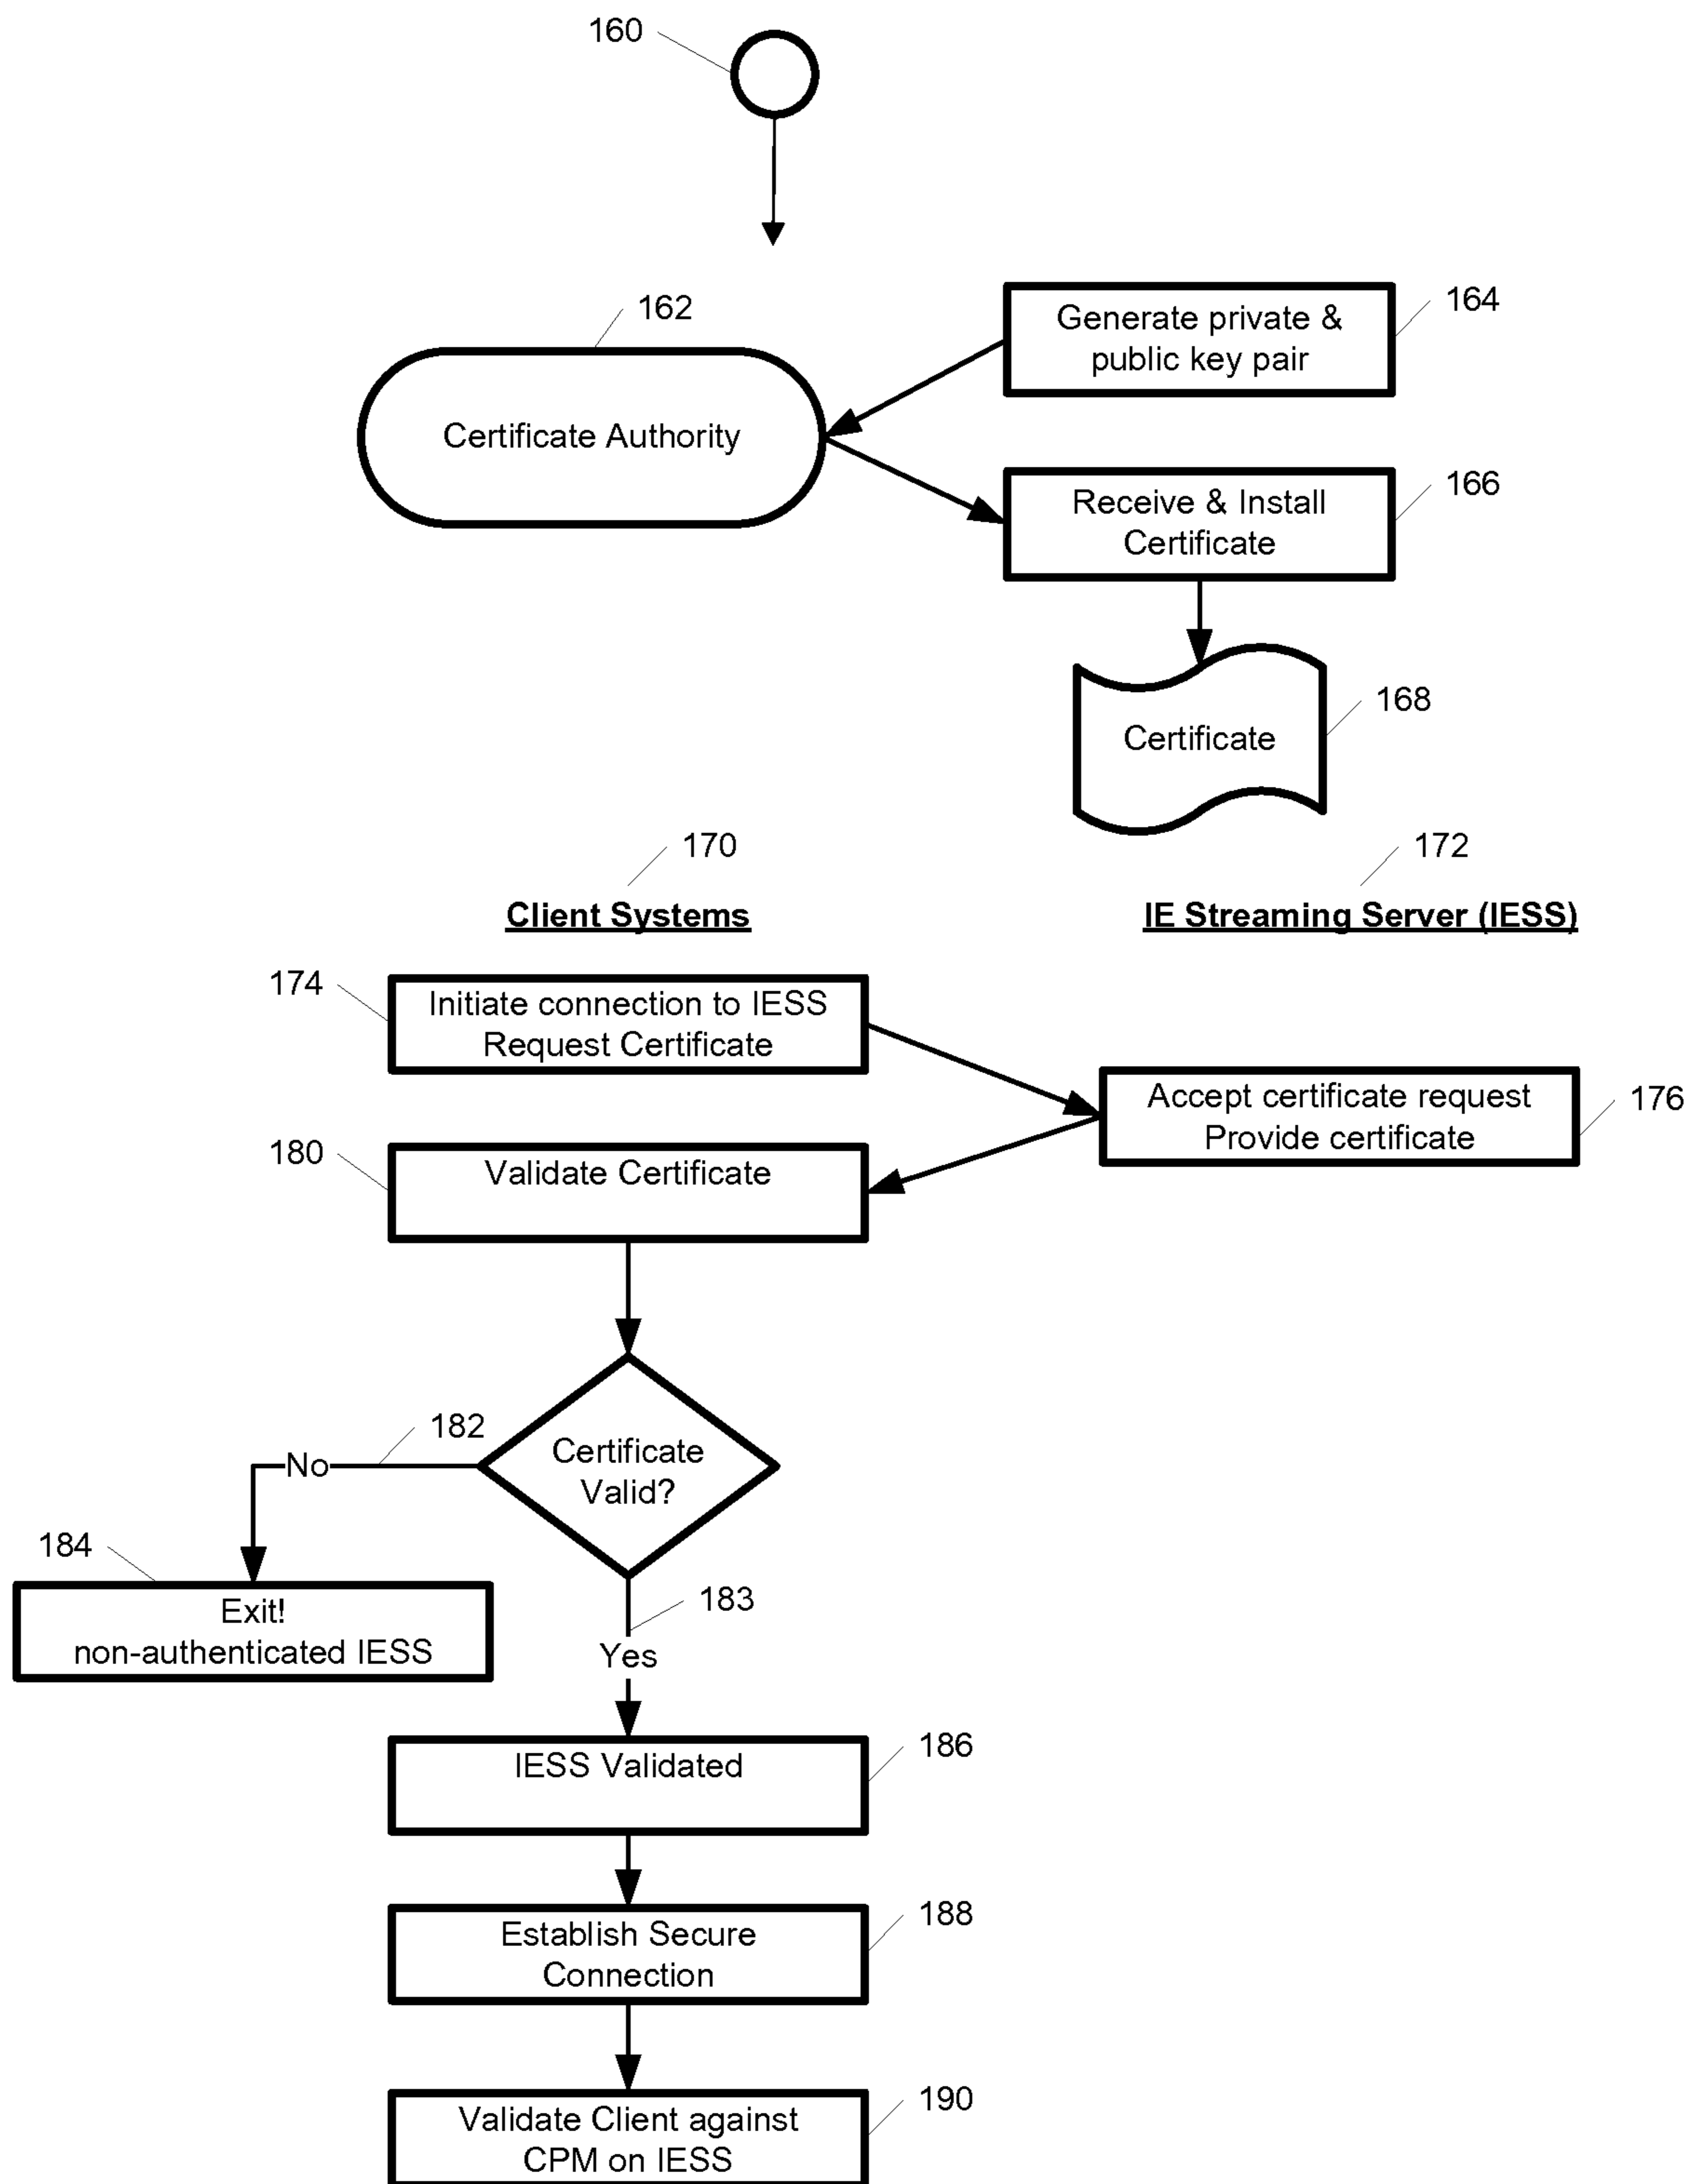 160
162
Generate private &
public key pair
164
Certificate Authority
Receive & Install
Certificate
166
Certificate
168
170
172
Client Systems
IE Streaming Server (IESS)
174
Initiate connection to IESS
Request Certificate
Accept certificate request
Provide certificate
176
180
Validate Certificate
182
Certificate
Valid?
No
184
Exit!
non-authenticated IESS
183
Yes
IESS Validated
186
Establish Secure
Connection
188
Validate Client against
CPM on IESS
190